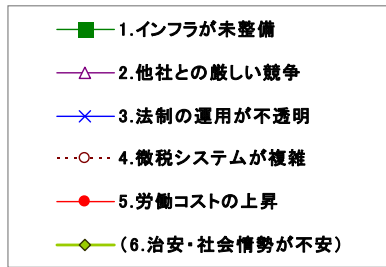 1.インフラが未整備
2.他社との厳しい競争
3.法制の運用が不透明
4.徴税システムが複雑
5.労働コストの上昇
(6.治安・社会情勢が不安)